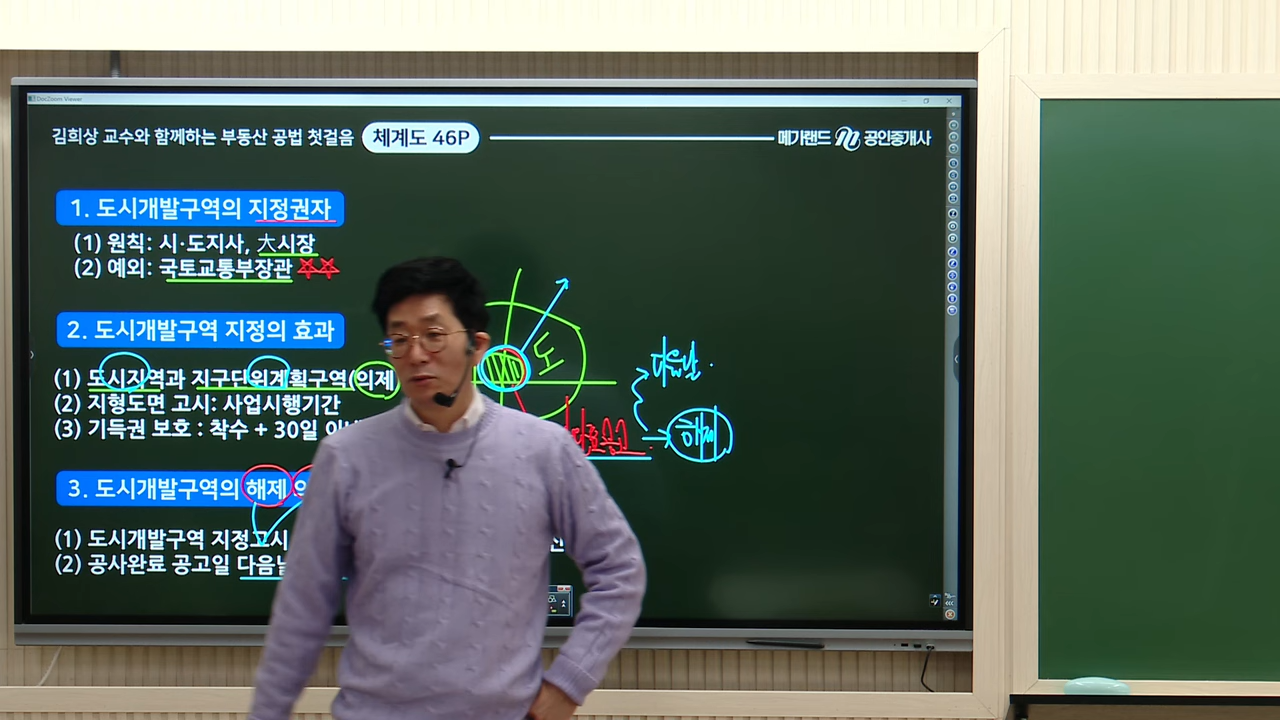 DocZoom Viewer
김희상 교수와 함께하는 부동산 공법 첫걸음 체계도 46P 메가랜드 공인중개사
1. 도시개발구역의 지정권자
(1) 원칙: 시·도지사, 大시장
(2) 예외: 국토교통부장관
2. 도시개발구역 지정의 효과
(1) 도시지역과 지구단위계획구역(의제
(2) 지형도면 고시: 사업시행기간
(3) 기득권 보호 : 착수 + 30일
도
다음날
해제
3. 도시개발구역의 해제
(1) 도시개발구역 지정고시
(2) 공사완료 공고일 다음날